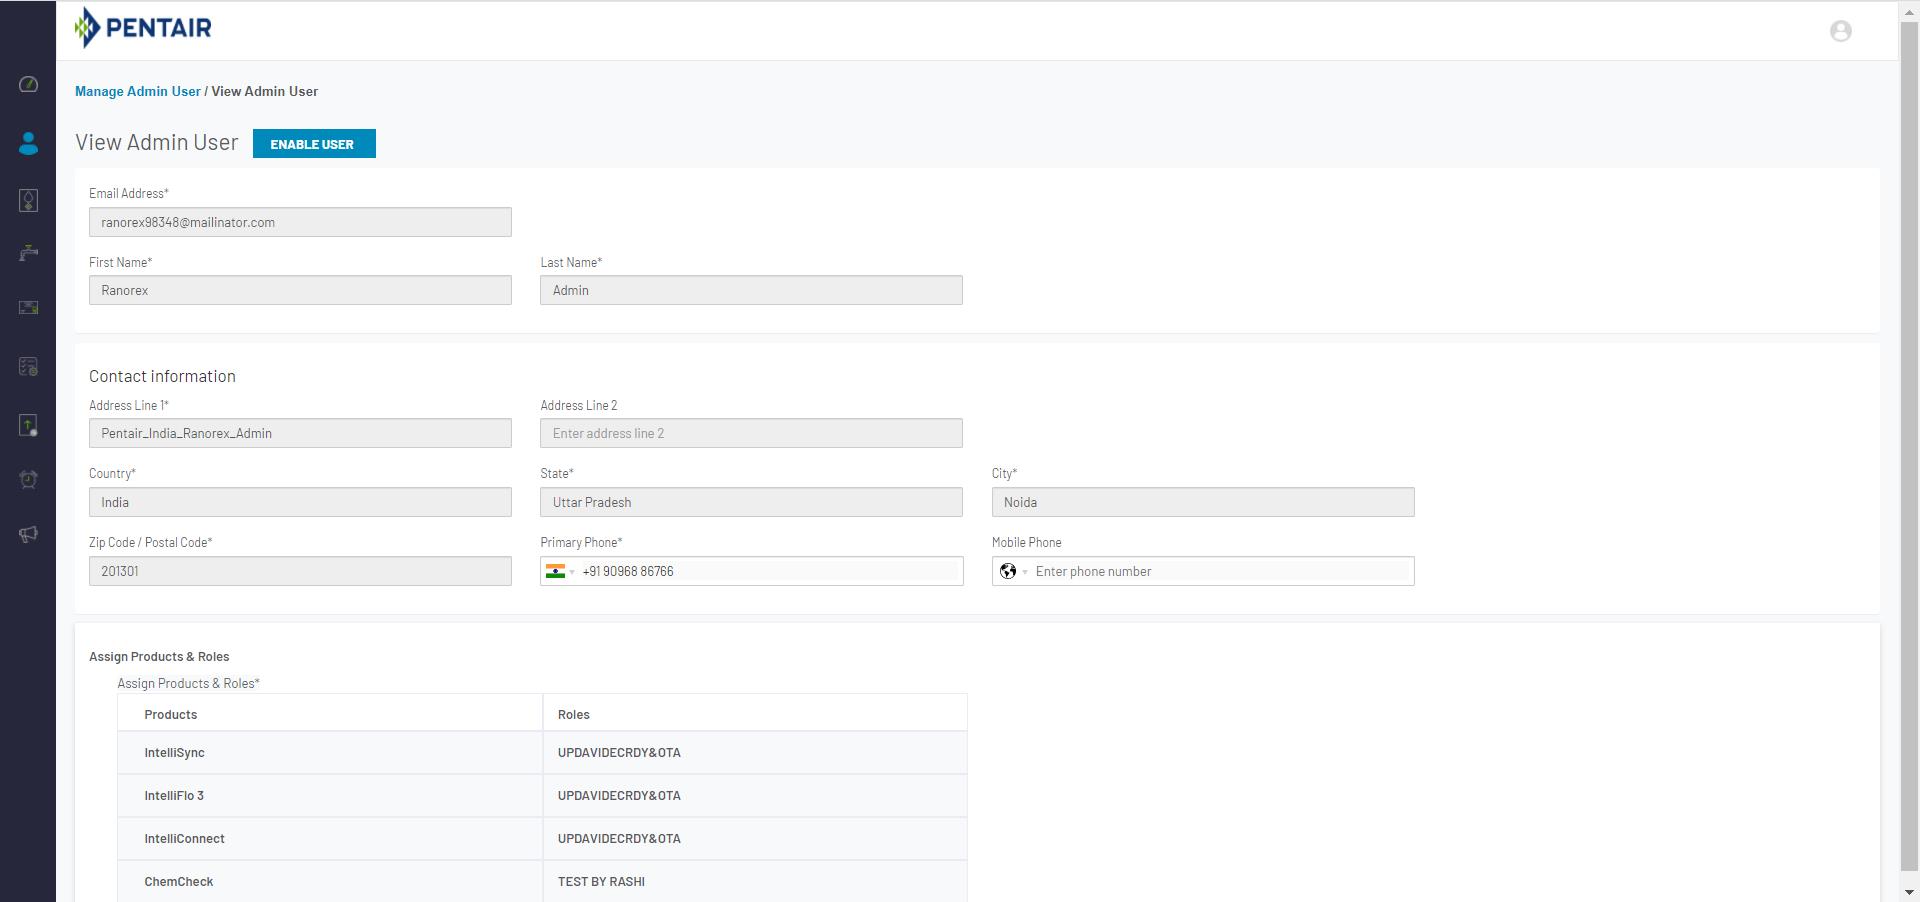 PENTAIR
Manage Admin User / View Admin User
View Admin User ENABLE USER
Email Address*
ranorex98348@mailinator.com
First Name* Last Name*
Ranorex Admin
Contact information
Address Line 1* Address Line 2
Pentair_India_Ranorex_Admin Enter address line 2
Country* State* City*
India Uttar Pradesh Noida
Zip Code / Postal Code* Primary Phone* Mobile Phone
201301 +91 90968 86766 Enter phone number
Assign Products & Roles
Assign Products & Roles*
Products Roles
IntelliSync UPDAVIDECRDY&OTA
IntelliFlo 3 UPDAVIDECRDY&OTA
IntelliConnect UPDAVIDECRDY&OTA
ChemCheck TEST BY RASHI